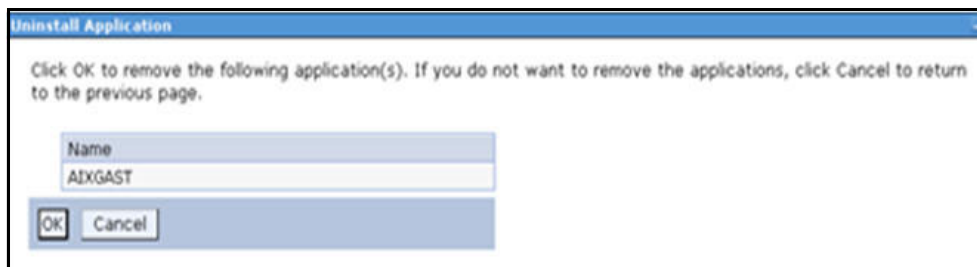 Uninstall Application
Click OK to remove the following application(s). If you do not want to remove the applications, click Cancel to return
to the previous page.
Name
AIXGAST
OK Cancel